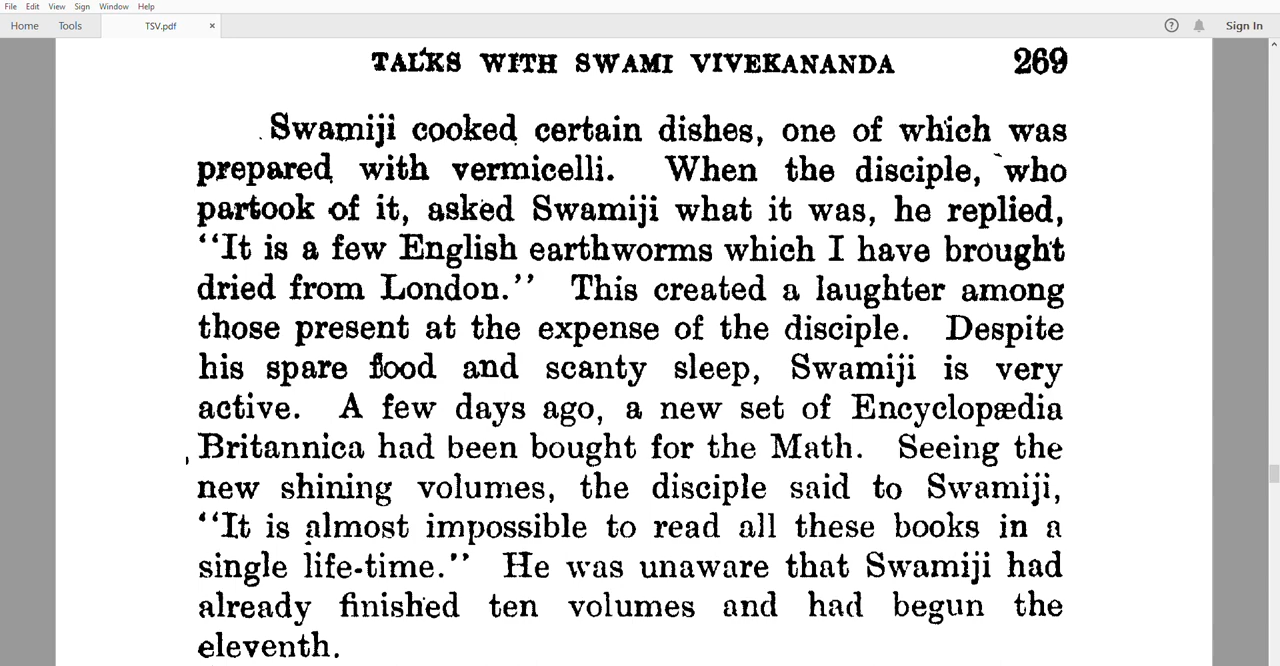 File Edit View Sign Window Help
Home Tools TSV.pdf × ? Sign In
TALKS WITH SWAMI VIVEKANANDA 269
Swamiji cooked certain dishes, one of which was
prepared with vermicelli. When the disciple, who
partook of it, asked Swamiji what it was, he replied,
“It is a few English earthworms which I have brought
dried from London.” This created a laughter among
those present at the expense of the disciple. Despite
his spare food and scanty sleep, Swamiji is very
active. A few days ago, a new set of Encyclopædia
Britannica had been bought for the Math. Seeing the
new shining volumes, the disciple said to Swamiji,
“It is almost impossible to read all these books in a
single life-time.” He was unaware that Swamiji had
already finished ten volumes and had begun the
eleventh.